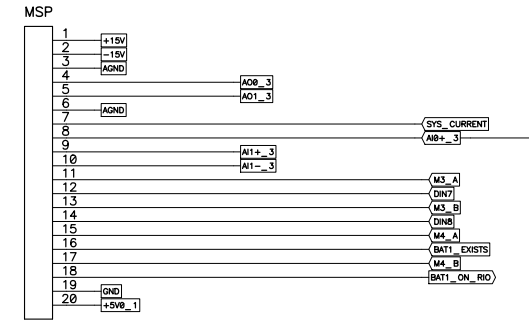 MSP
1 +15V
2 -15V
3 AGND
4 AO0_3
5 AO1_3
6 AGND
7 SYS_CURRENT
8 AI0+_3
9 AI1+_3
10 AI1-_3
11 M3_A
12 DIN7
13 M3_B
14 DIN8
15 M4_A
16 BAT1_EXISTS
17 M4_B
18 BAT1_ON_RIO
19 GND
20 +5V0_1